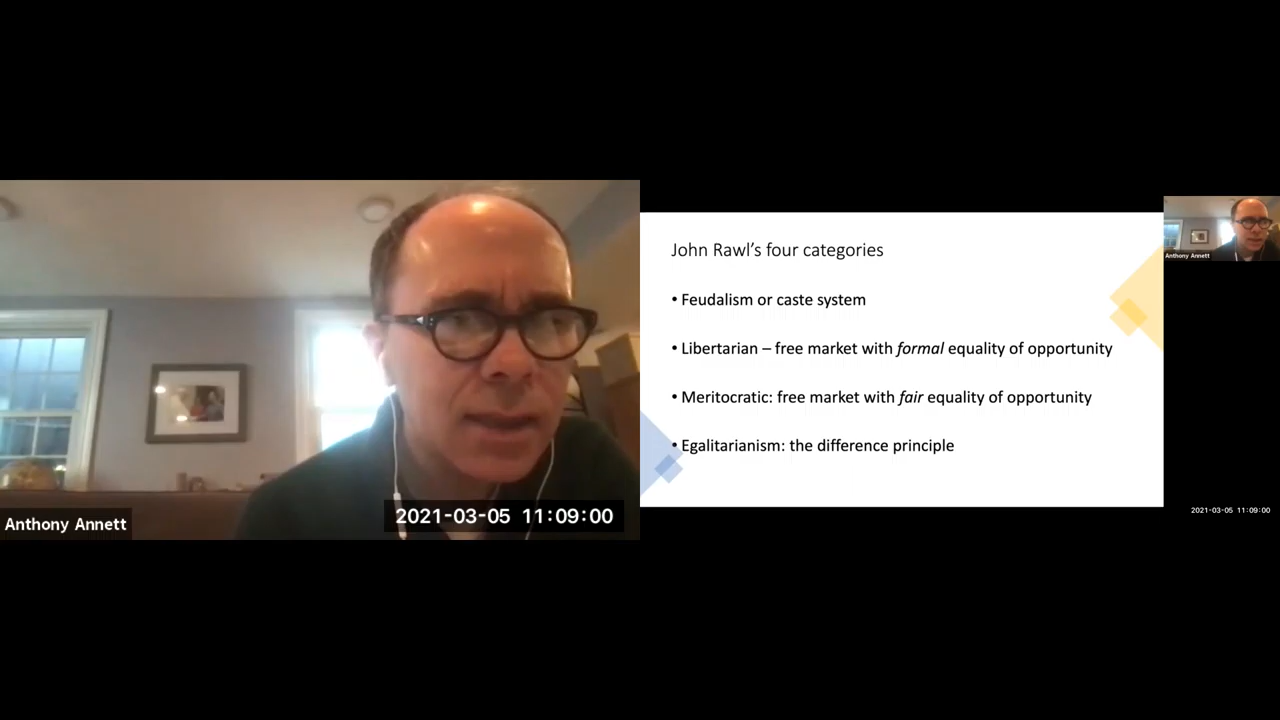 Anthony Annett
2021-03-05 11:09:00
John Rawl’s four categories
• Feudalism or caste system
• Libertarian – free market with formal equality of opportunity
• Meritocratic: free market with fair equality of opportunity
• Egalitarianism: the difference principle
Anthony Annett
2021-03-05 11:09:00